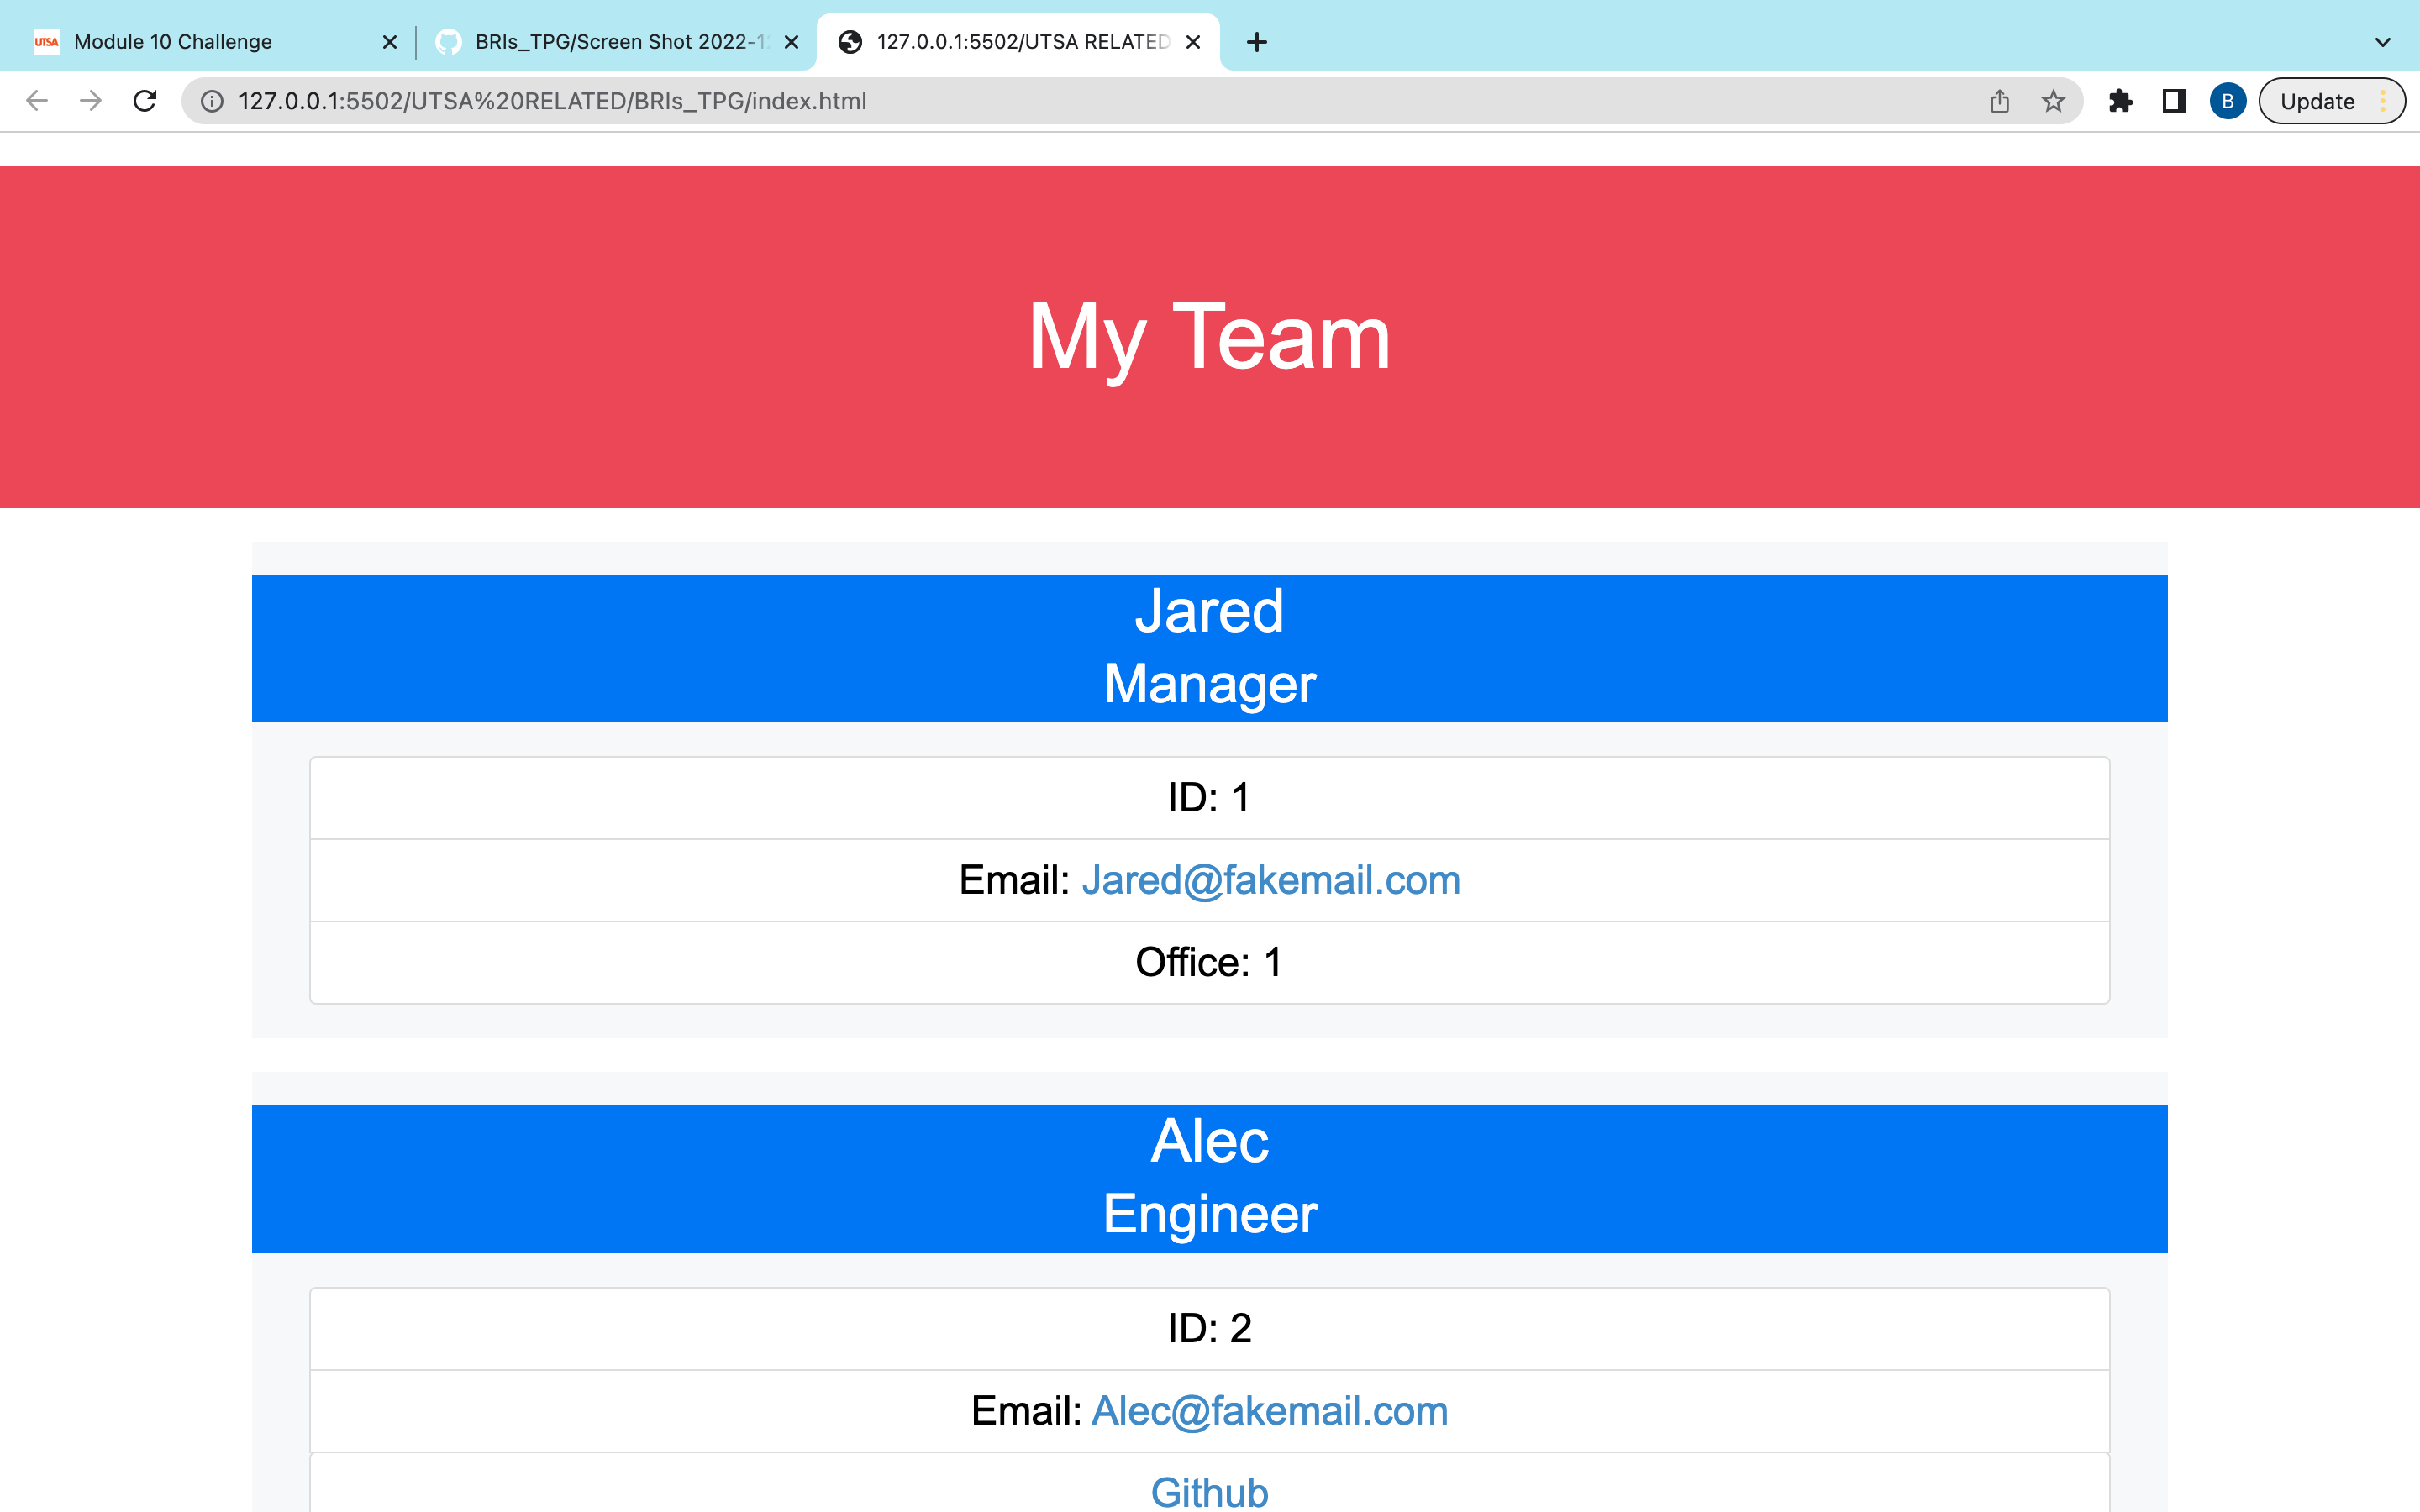 UTSA Module 10 Challenge
BRIs_TPG/Screen Shot 2022-1
127.0.0.1:5502/UTSA RELATED
127.0.0.1:5502/UTSA%20RELATED/BRIs_TPG/index.html
B
Update
My Team
Jared
Manager
ID: 1
Email: Jared@fakemail.com
Office: 1
Alec
Engineer
ID: 2
Email: Alec@fakemail.com
Github